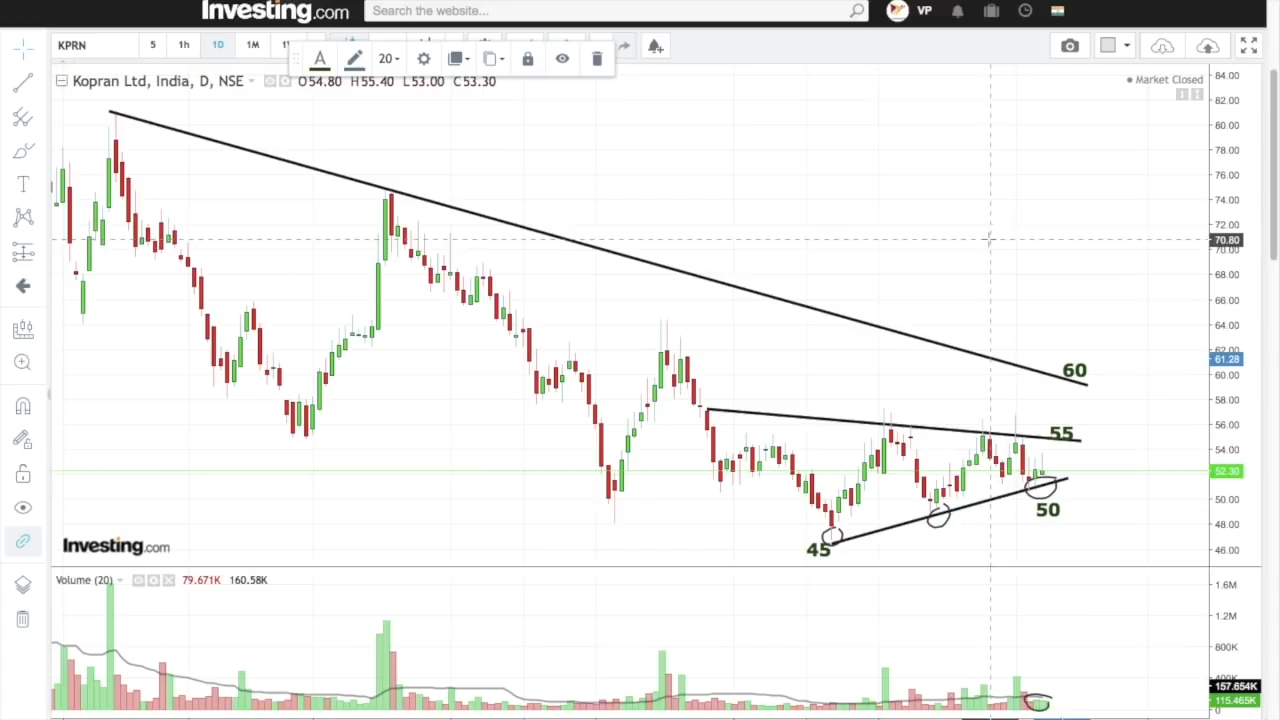 Investing.com
Search the website...
VP
KPRN
5
1h
1D
1M
20
Kopran Ltd, India, D, NSE
O54.80 H55.40 L53.00 C53.30
Market Closed
84.00
82.00
80.00
78.00
76.00
74.00
72.00
70.80
70.00
68.00
66.00
64.00
62.00
61.28
60.00
58.00
56.00
54.00
52.30
50.00
48.00
46.00
60
55
50
45
Investing.com
Volume (20)
79.671K
160.58K
1.6M
1.2M
800K
400K
157.654K
115.465K
0